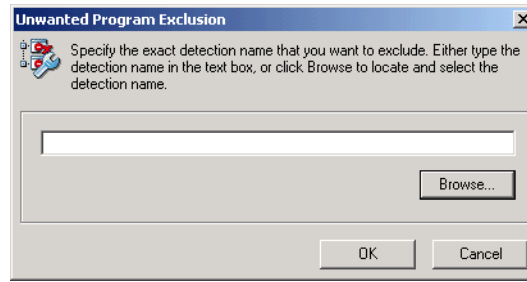 Unwanted Program Exclusion
Specify the exact detection name that you want to exclude. Either type the
detection name in the text box, or click Browse to locate and select the
detection name.
Browse...
OK
Cancel